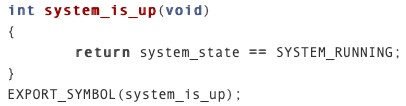 int system_is_up(void)
{
        return system_state == SYSTEM_RUNNING;
}
EXPORT_SYMBOL(system_is_up);